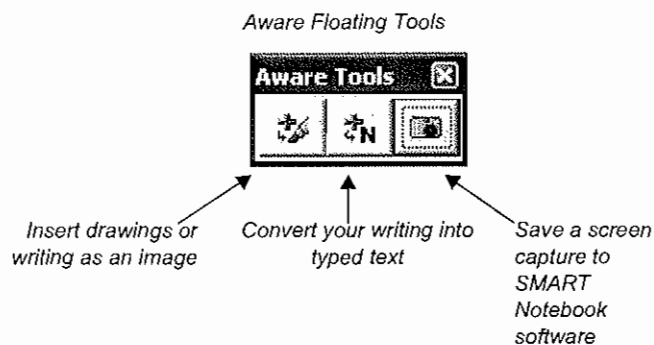 Aware Floating Tools
Aware Tools
N
Insert drawings or
writing as an image
Convert your writing into
typed text
Save a screen
capture to
SMART
Notebook
software